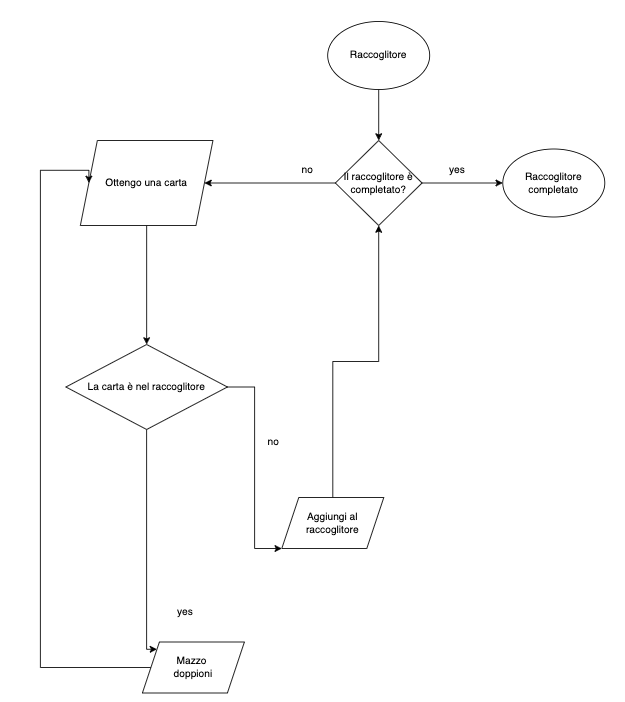 Raccoglitore
no
Il raccoglitore è
completato?
yes
Raccoglitore
completato
Ottengo una carta
La carta è nel raccoglitore
no
Aggiungi al
raccoglitore
yes
Mazzo
doppioni